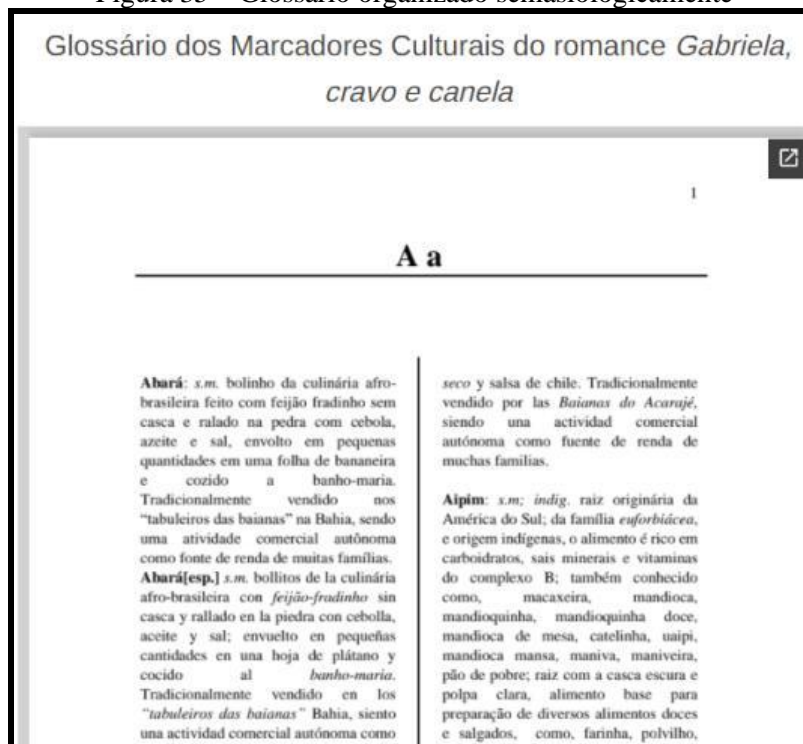 Figura 33 – Glossário organizado semasiologicamente
Glossário dos Marcadores Culturais do romance Gabriela,
cravo e canela
1
A a
Abará: s.m. bolinho da culinária afro-
brasileira feito com feijão fradinho sem
casca e ralado na pedra com cebola,
azeite e sal, envolto em pequenas
quantidades em uma folha de bananeira
e cozido a banho-maria.
Tradicionalmente vendido nos
"tabuleiros das baianas" na Bahia, sendo
uma atividade comercial autônoma
como fonte de renda de muitas famílias.
Abará[esp.] s.m. bollitos de la culinária
afro-brasileira con feijão-fradinho sin
casca y rallado en la piedra con cebolla,
aceite y sal; envuelto en pequeñas
cantidades en una hoja de plátano y
cocido al banho-maria.
Tradicionalmente vendido en los
"tabuleiros das baianas" Bahia, siento
una actividad comercial autónoma como
seco y salsa de chile. Tradicionalmente
vendido por las Baianas do Acarajé,
siendo una actividad comercial
autónoma como fuente de renda de
muchas familias.
Aipim: s.m; indig. raiz originária da
América do Sul; da família euforbiácea,
e origem indígenas, o alimento é rico em
carboidratos, sais minerais e vitaminas
do complexo B; também conhecido
como, macaxeira, mandioca,
mandioquinha, mandioquinha doce,
mandioca de mesa, catelinha, uaipi,
mandioca mansa, maniva, maniveira,
pão de pobre; raiz com a casca escura e
polpa clara, alimento base para
preparação de diversos alimentos doces
e salgados, como, farinha, polvilho,